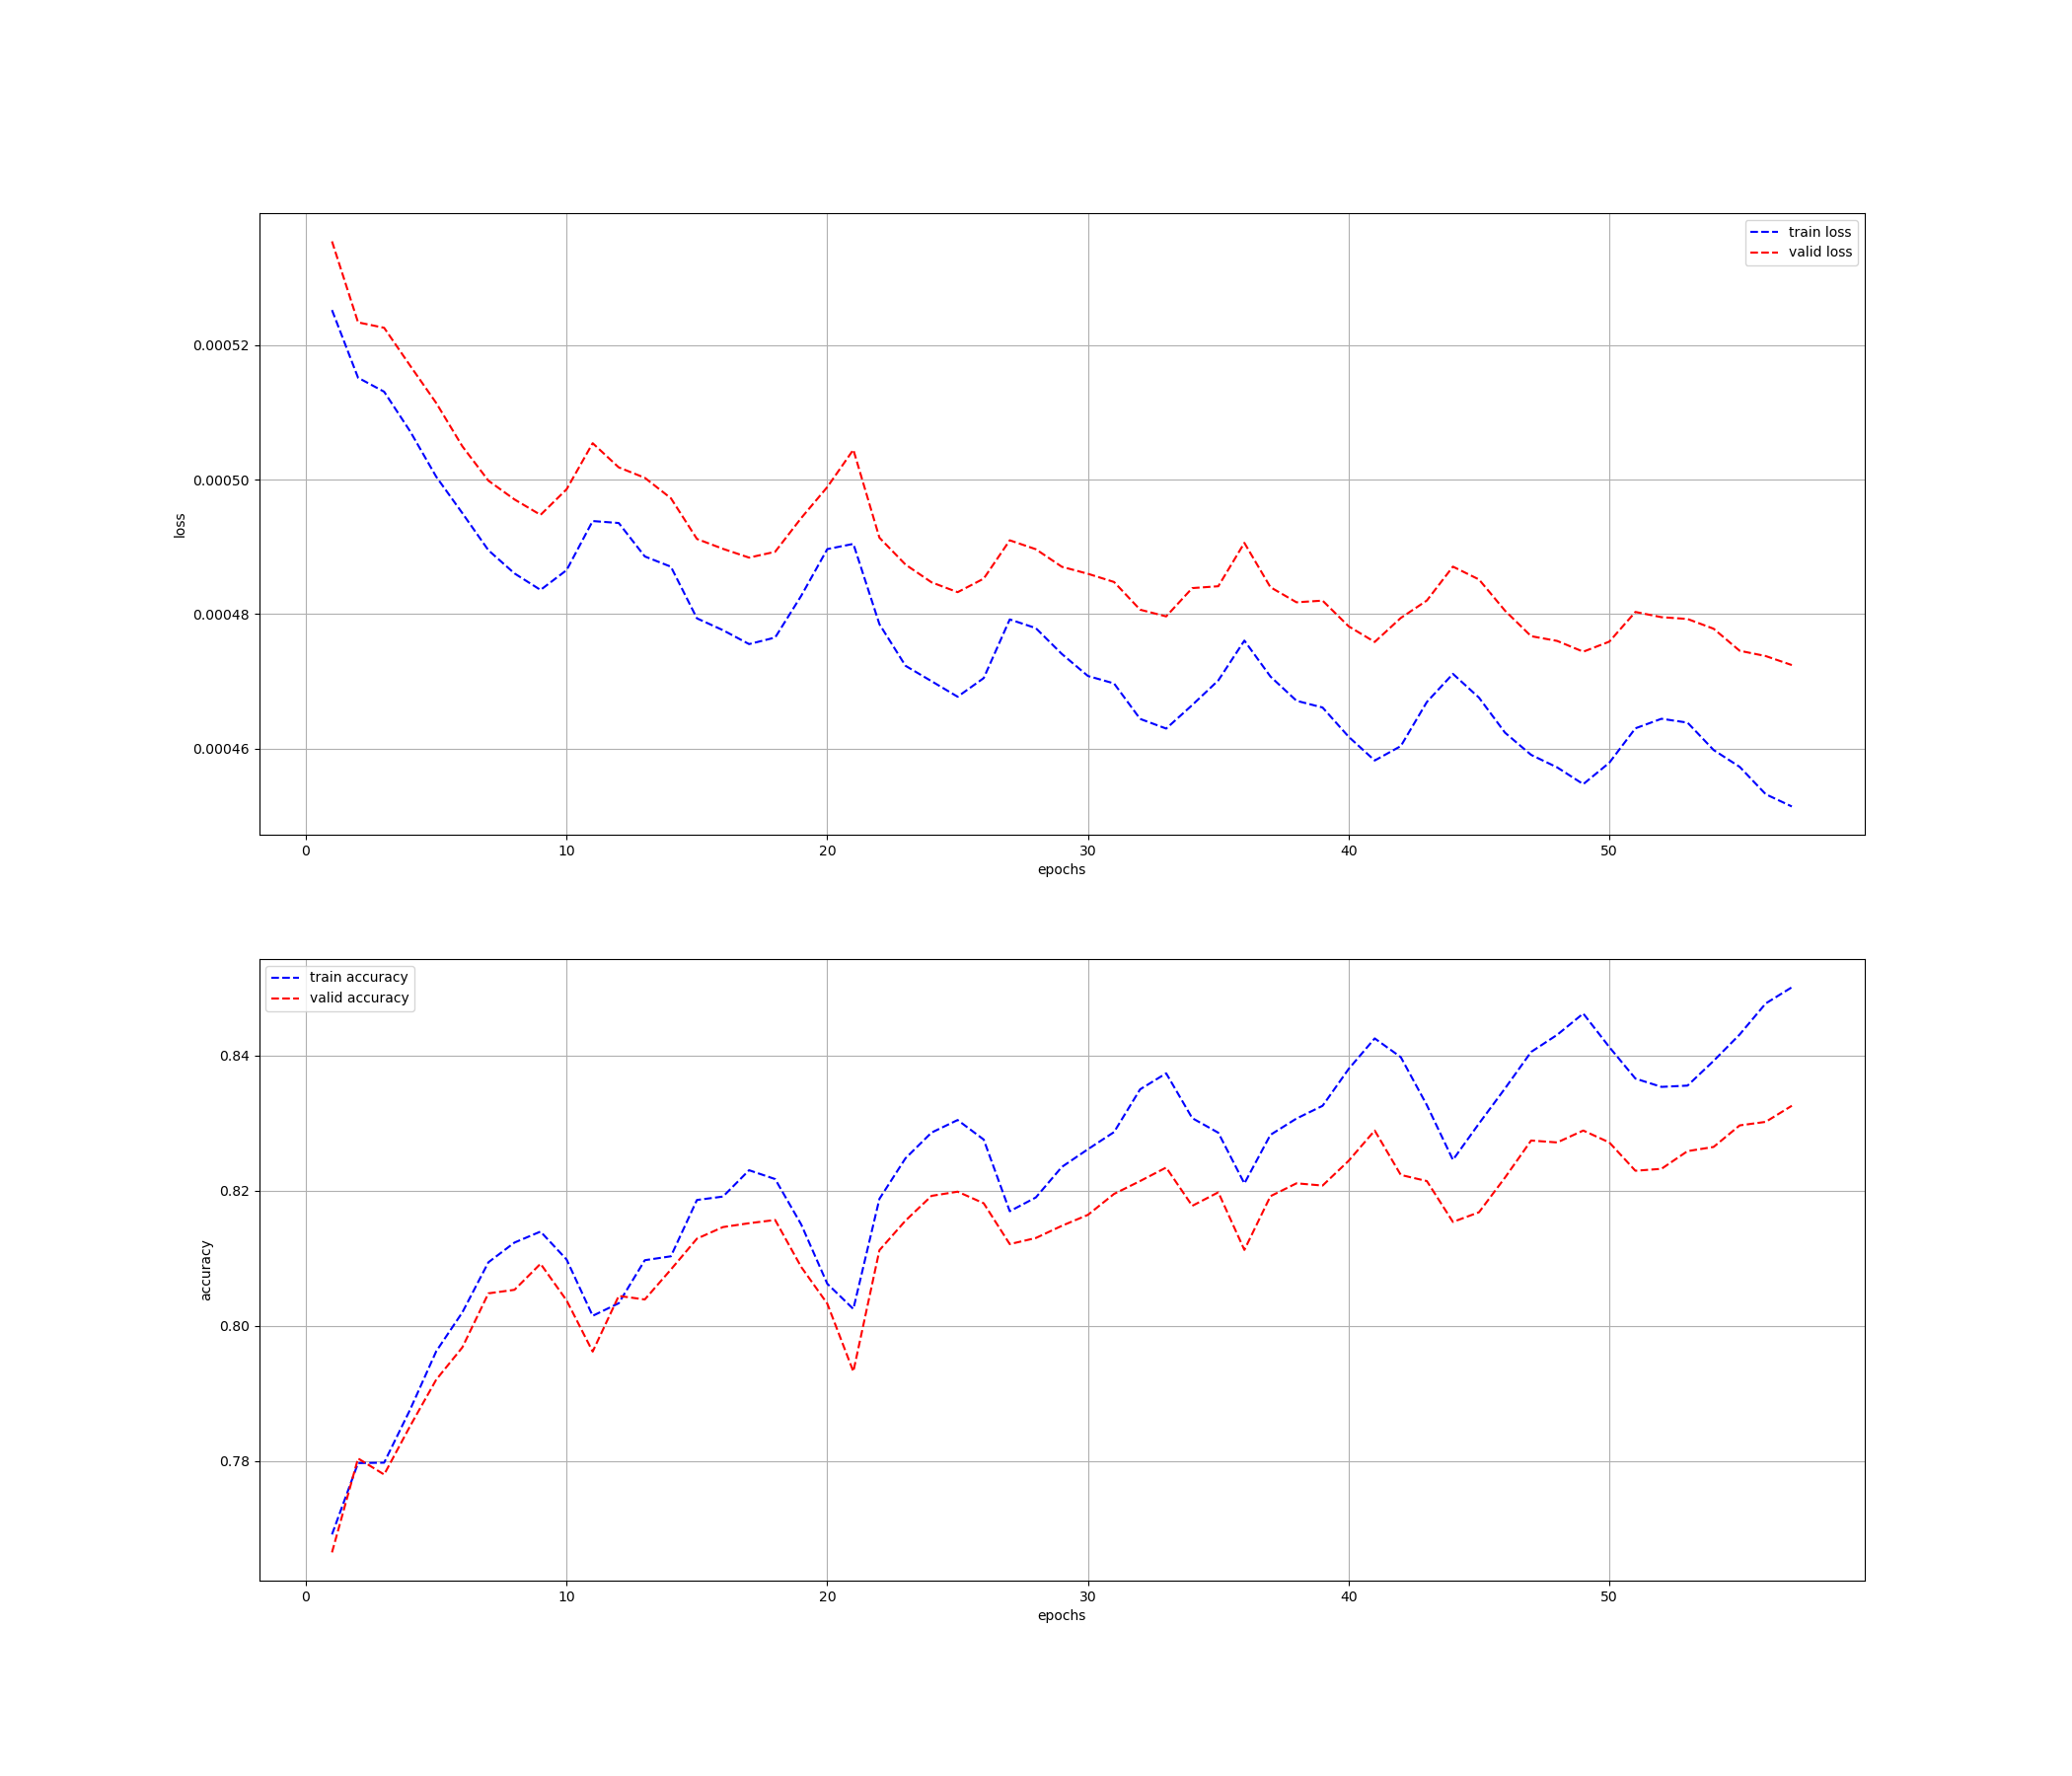 train loss
valid loss
0.00052
0.00050
0.00048
0.00046
loss
0 10 20 30 40 50
epochs
train accuracy
valid accuracy
0.84
0.82
0.80
0.78
accuracy
0 10 20 30 40 50
epochs